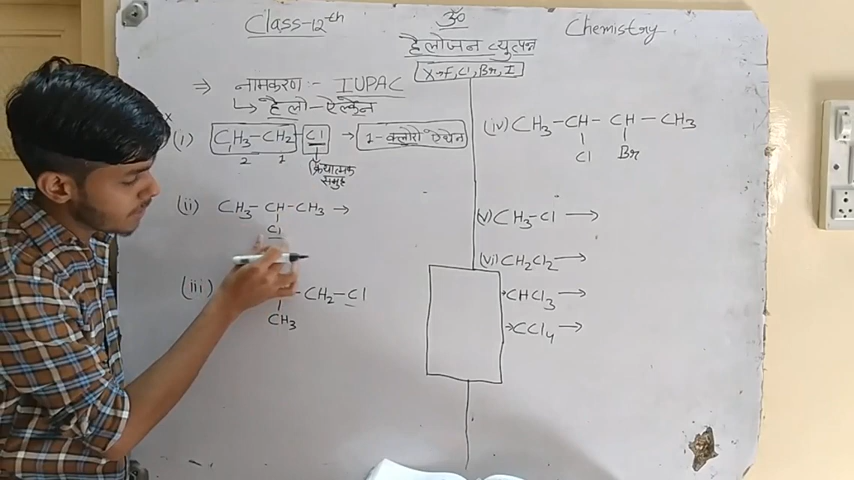 ॐ
Class-12th
Chemistry
हैलोजन व्युत्पन्न
X→F, Cl, Br, I
⇒ नामकरण :- IUPAC
↳ हैलो-ऐल्केन
(i) CH3-CH2-Cl → 1-क्लोरो ऐथेन
2 1
क्रियात्मक
समूह
(ii) CH3-CH-CH3 →
Cl
(iii) -CH2-Cl
CH3
(iv) CH3-CH-CH-CH3
Cl Br
(v) CH3-Cl →
(vi) CH2Cl2 →
→CHCl3 →
→CCl4 →